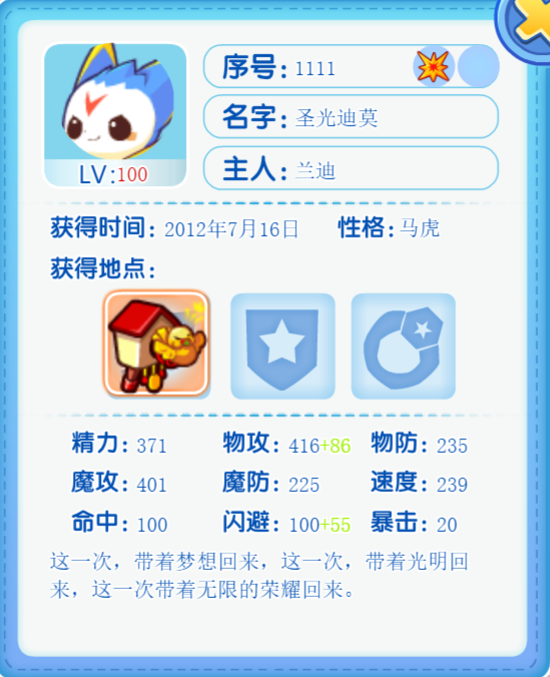 序号：1111
名字：圣光迪莫
主人：兰迪
LV:100
获得时间：2012年7月16日 性格：马虎
获得地点：
精力：371 物攻：416+86 物防：235
魔攻：401 魔防：225 速度：239
命中：100 闪避：100+55 暴击：20
这一次，带着梦想回来，这一次，带着光明回
来，这一次带着无限的荣耀回来。